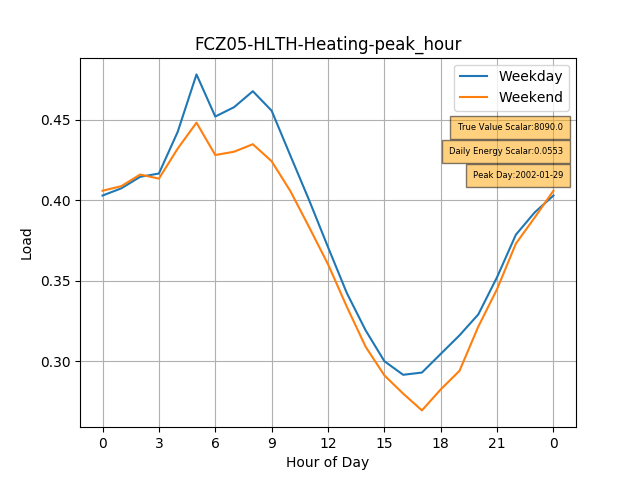 FCZ05-HLTH-Heating-peak_hour
Weekday
Weekend
True Value Scalar:8090.0
Daily Energy Scalar:0.0553
Peak Day:2002-01-29
0.45
0.40
0.35
0.30
Load
0 3 6 9 12 15 18 21 0
Hour of Day